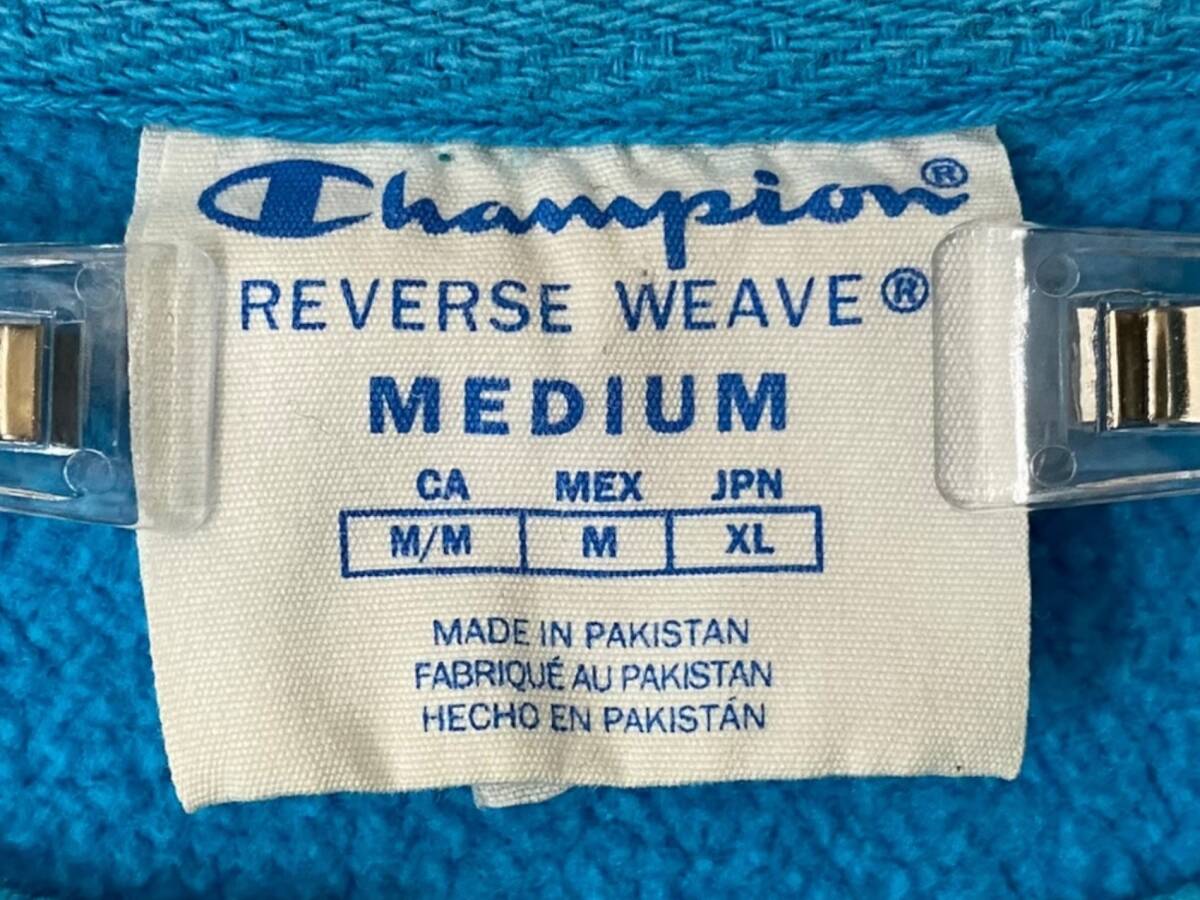 Champion®
REVERSE WEAVE®
MEDIUM
CA MEX JPN
M/M M XL
MADE IN PAKISTAN
FABRIQUÉ AU PAKISTAN
HECHO EN PAKISTÁN